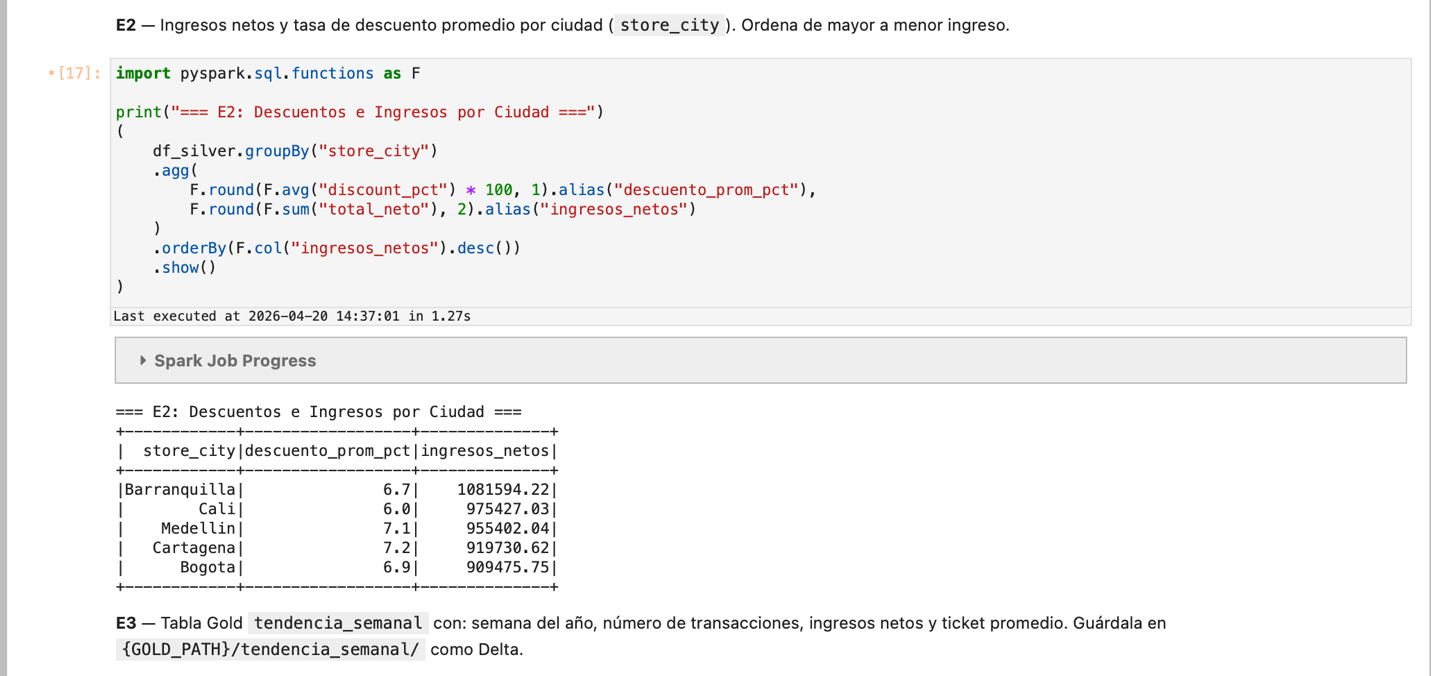 E2 — Ingresos netos y tasa de descuento promedio por ciudad ( store_city ). Ordena de mayor a menor ingreso.
•[17]: import pyspark.sql.functions as F

print("=== E2: Descuentos e Ingresos por Ciudad ===")
(
    df_silver.groupBy("store_city")
    .agg(
        F.round(F.avg("discount_pct") * 100, 1).alias("descuento_prom_pct"),
        F.round(F.sum("total_neto"), 2).alias("ingresos_netos")
    )
    .orderBy(F.col("ingresos_netos").desc())
    .show()
)
Last executed at 2026-04-20 14:37:01 in 1.27s
Spark Job Progress
=== E2: Descuentos e Ingresos por Ciudad ===
+------------+------------------+--------------+
|  store_city|descuento_prom_pct|ingresos_netos|
+------------+------------------+--------------+
|Barranquilla|               6.7|    1081594.22|
|        Cali|               6.0|     975427.03|
|    Medellin|               7.1|     955402.04|
|   Cartagena|               7.2|     919730.62|
|      Bogota|               6.9|     909475.75|
+------------+------------------+--------------+
E3 — Tabla Gold tendencia_semanal con: semana del año, número de transacciones, ingresos netos y ticket promedio. Guárdala en
{GOLD_PATH}/tendencia_semanal/ como Delta.